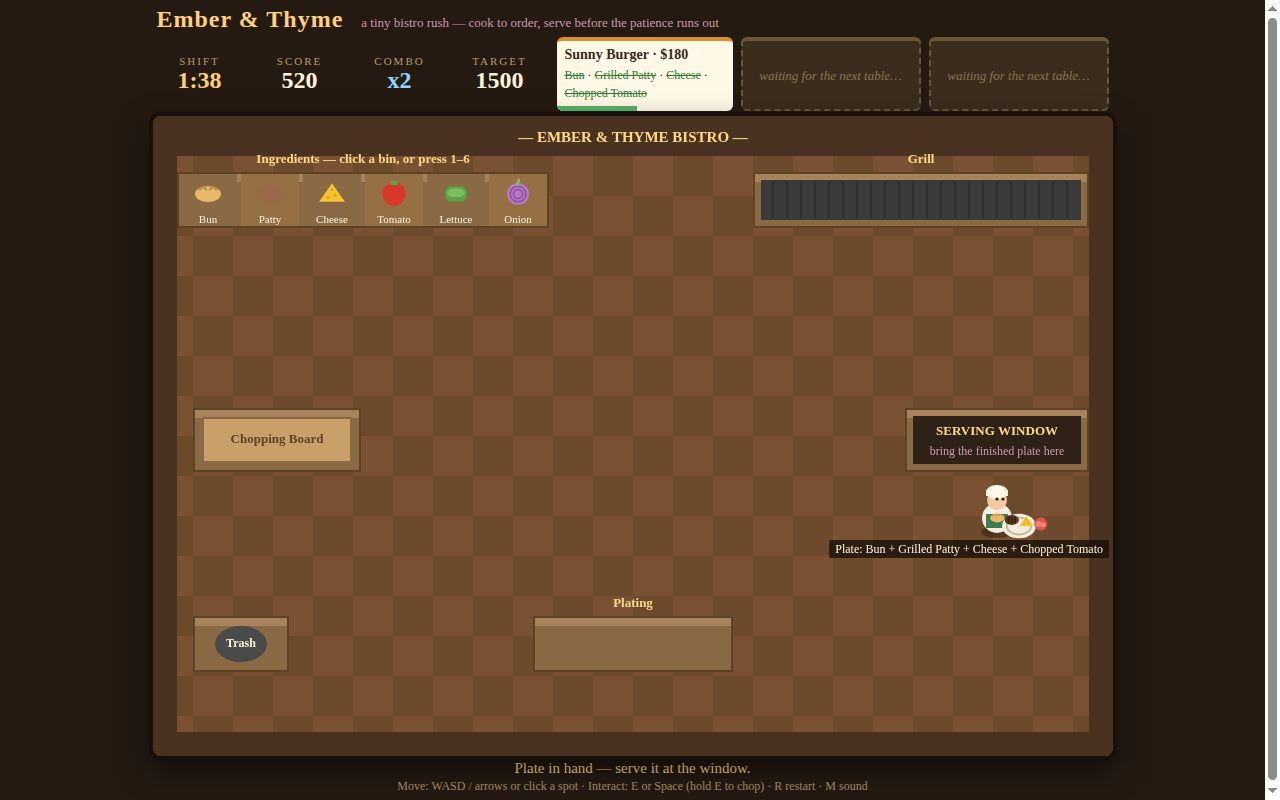 Ember & Thyme
a tiny bistro rush — cook to order, serve before the patience runs out
SHIFT
1:38
SCORE
520
COMBO
x2
TARGET
1500
Sunny Burger · $180
Bun · Grilled Patty · Cheese ·
Chopped Tomato
waiting for the next table…
waiting for the next table…
— EMBER & THYME BISTRO —
Ingredients — click a bin, or press 1–6
Grill
Bun
Patty
Cheese
Tomato
Lettuce
Onion
Chopping Board
SERVING WINDOW
bring the finished plate here
Plate: Bun + Grilled Patty + Cheese + Chopped Tomato
Plating
Trash
Plate in hand — serve it at the window.
Move: WASD / arrows or click a spot · Interact: E or Space (hold E to chop) · R restart · M sound